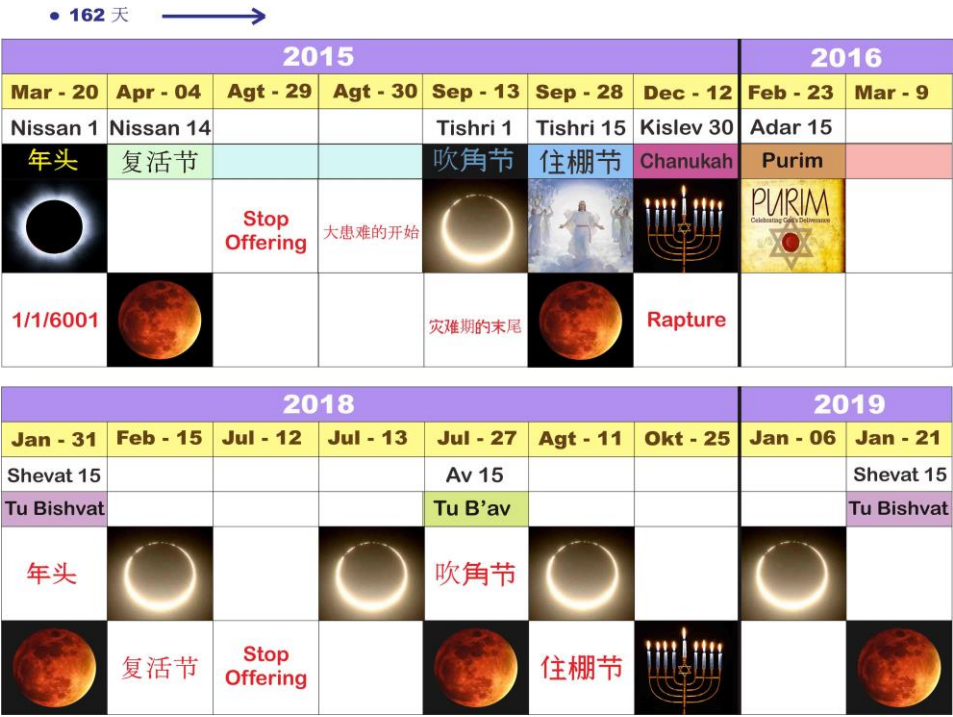 • 162 天
2015 2016
Mar - 20 Apr - 04 Agt - 29 Agt - 30 Sep - 13 Sep - 28 Dec - 12 Feb - 23 Mar - 9
Nissan 1 Nissan 14 Tishri 1 Tishri 15 Kislev 30 Adar 15
年头 复活节 吹角节 住棚节 Chanukah Purim
PURIM
Celebrating God's Deliverance
Stop
Offering
大患难的开始
1/1/6001 灾难期的末尾 Rapture
2018 2019
Jan - 31 Feb - 15 Jul - 12 Jul - 13 Jul - 27 Agt - 11 Okt - 25 Jan - 06 Jan - 21
Shevat 15 Av 15 Shevat 15
Tu Bishvat Tu B'av Tu Bishvat
年头 吹角节
复活节 Stop
Offering 住棚节